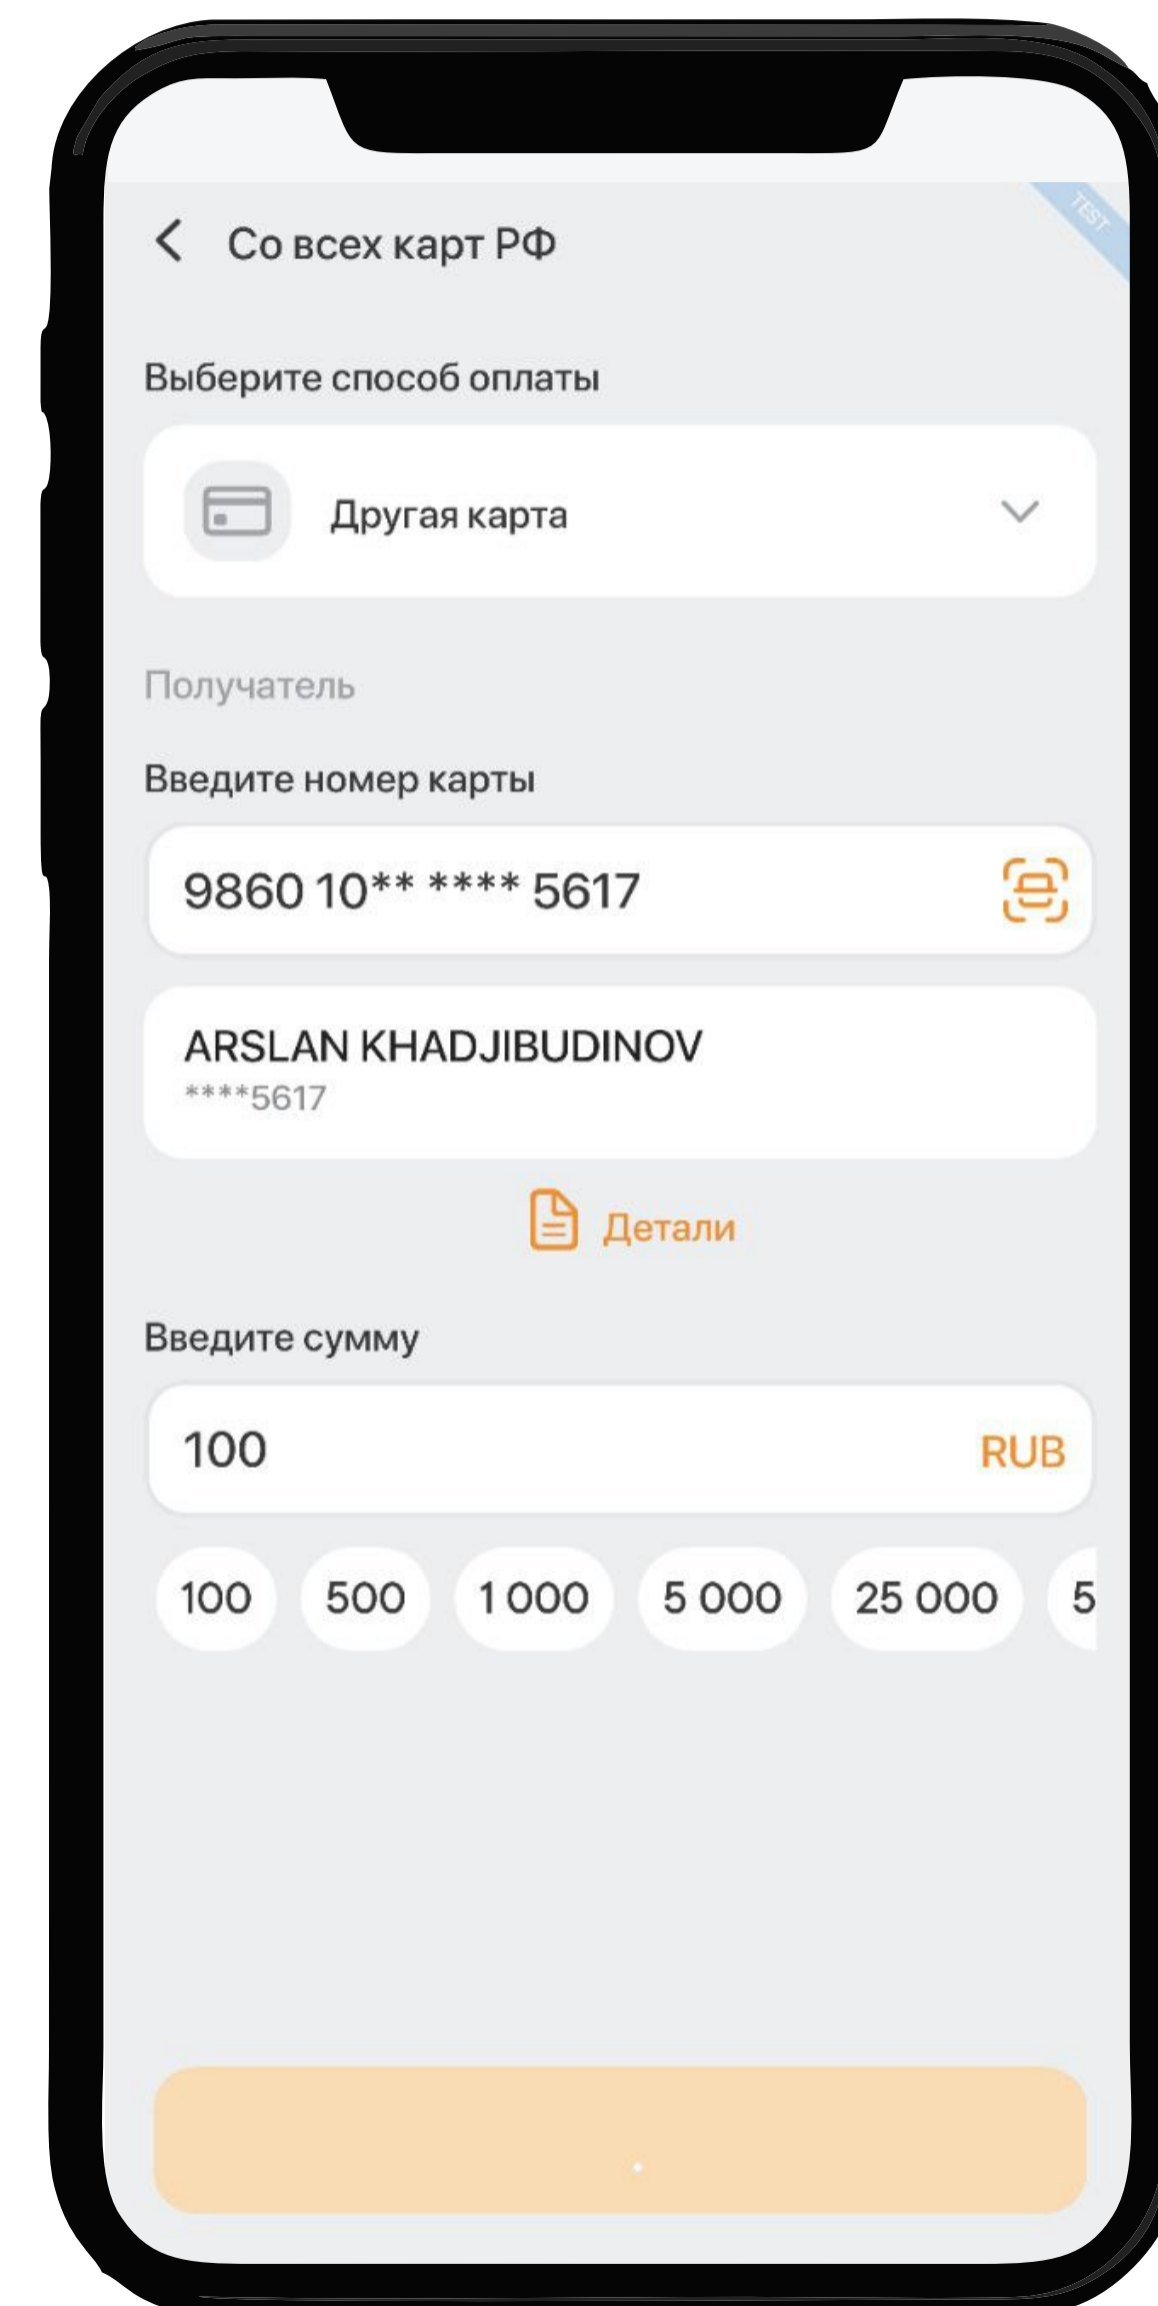 TEST
Со всех карт РФ
Выберите способ оплаты
Другая карта
Получатель
Введите номер карты
9860 10** **** 5617
ARSLAN KHADJIBUDINOV
****5617
Детали
Введите сумму
100 RUB
100 500 1 000 5 000 25 000 5